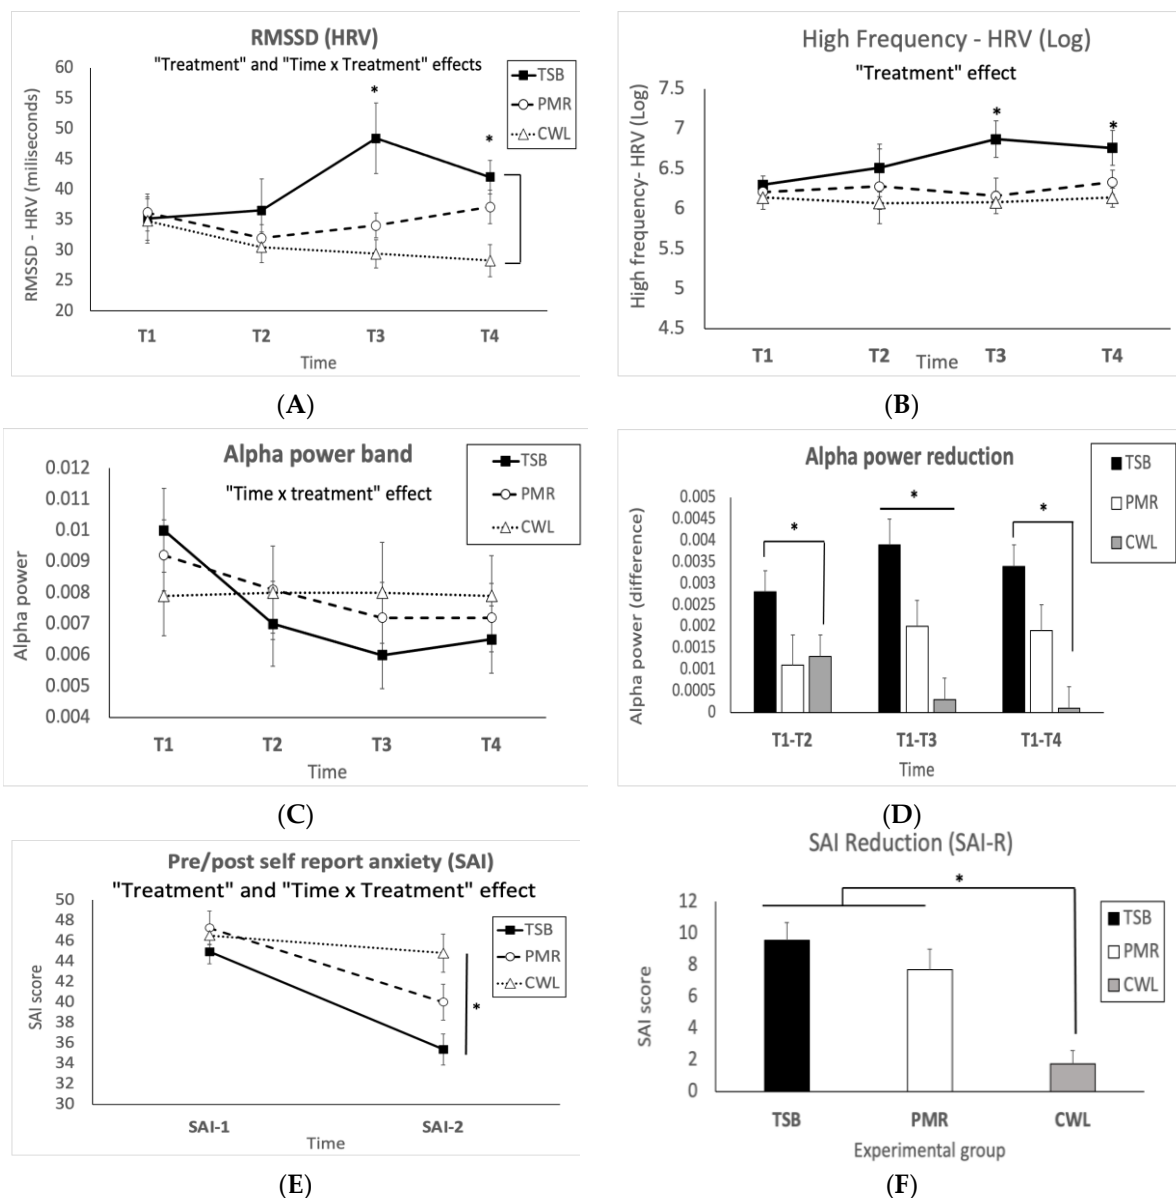 RMSSD (HRV)
"Treatment" and "Time x Treatment" effects
TSB
PMR
CWL
RMSSD - HRV (miliseconds)
60
55
50
45
40
35
30
25
20
*
*
T1
T2
T3
T4
Time
(A)
High Frequency - HRV (Log)
"Treatment" effect
High frequency- HRV (Log)
7.5
7
6.5
6
5.5
5
4.5
*
*
T1
T2
T3
T4
Time
(B)
Alpha power band
"Time x treatment" effect
TSB
PMR
CWL
Alpha power
0.012
0.011
0.01
0.009
0.008
0.007
0.006
0.005
0.004
T1
T2
T3
T4
Time
(C)
Alpha power reduction
TSB
PMR
CWL
Alpha power (difference)
0.005
0.0045
0.004
0.0035
0.003
0.0025
0.002
0.0015
0.001
0.0005
0
*
*
*
T1-T2
T1-T3
T1-T4
Time
(D)
Pre/post self report anxiety (SAI)
"Treatment" and "Time x Treatment" effect
TSB
PMR
CWL
SAI score
50
48
46
44
42
40
38
36
34
32
30
*
SAI-1
SAI-2
Time
(E)
SAI Reduction (SAI-R)
TSB
PMR
CWL
SAI score
12
10
8
6
4
2
0
*
TSB
PMR
CWL
Experimental group
(F)